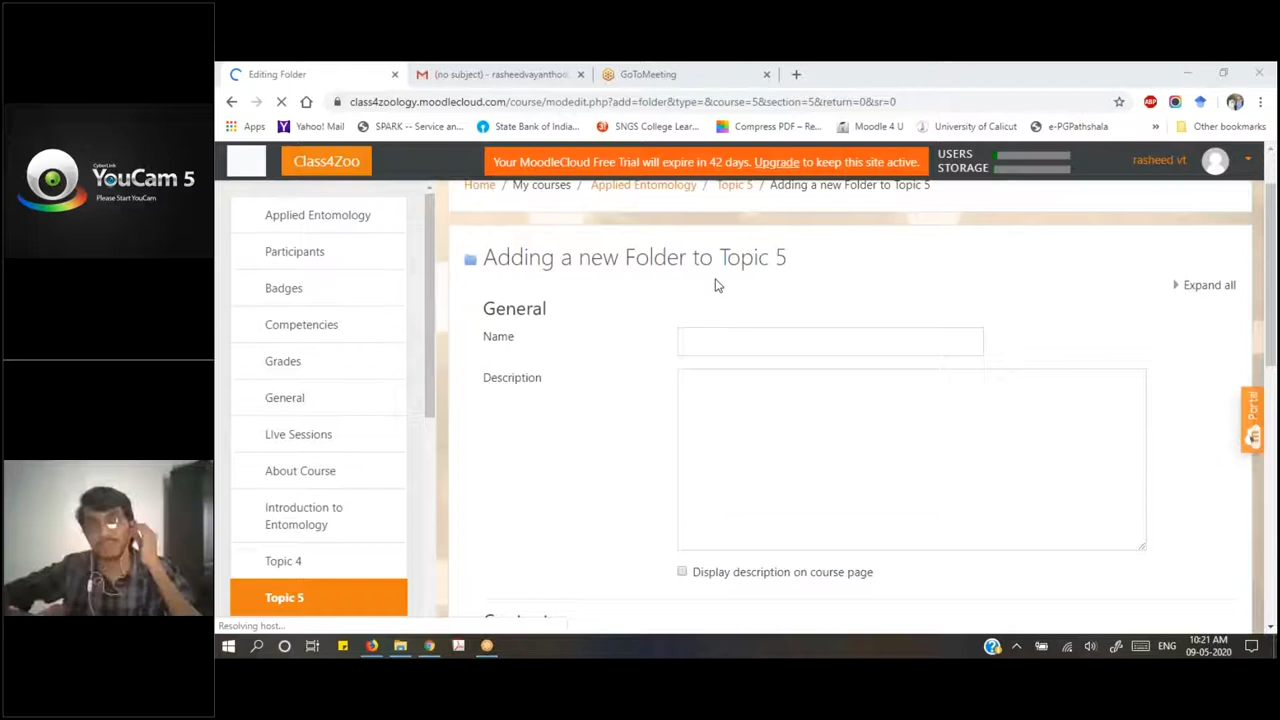 Editing Folder
(no subject) - rasheedvayanthoo
GoToMeeting
class4zoology.moodlecloud.com/course/modedit.php?add=folder&type=&course=5&section=5&return=0&sr=0
ABP
Apps
Yahoo! Mail
SPARK -- Service an...
State Bank of India...
SNGS College Lear...
Compress PDF – Re...
Moodle 4 U
University of Calicut
e-PGPathshala
»
Other bookmarks
CyberLink
YouCam 5
Please Start YouCam
Class4Zoo
Your MoodleCloud Free Trial will expire in 42 days. Upgrade to keep this site active.
USERS
STORAGE
rasheed vt
Home / My courses / Applied Entomology / Topic 5 / Adding a new Folder to Topic 5
Applied Entomology
Participants
Badges
Competencies
Grades
General
LIve Sessions
About Course
Introduction to
Entomology
Topic 4
Topic 5
Adding a new Folder to Topic 5
Expand all
General
Name
Description
Display description on course page
Portal
Resolving host...
ENG
10:21 AM
09-05-2020